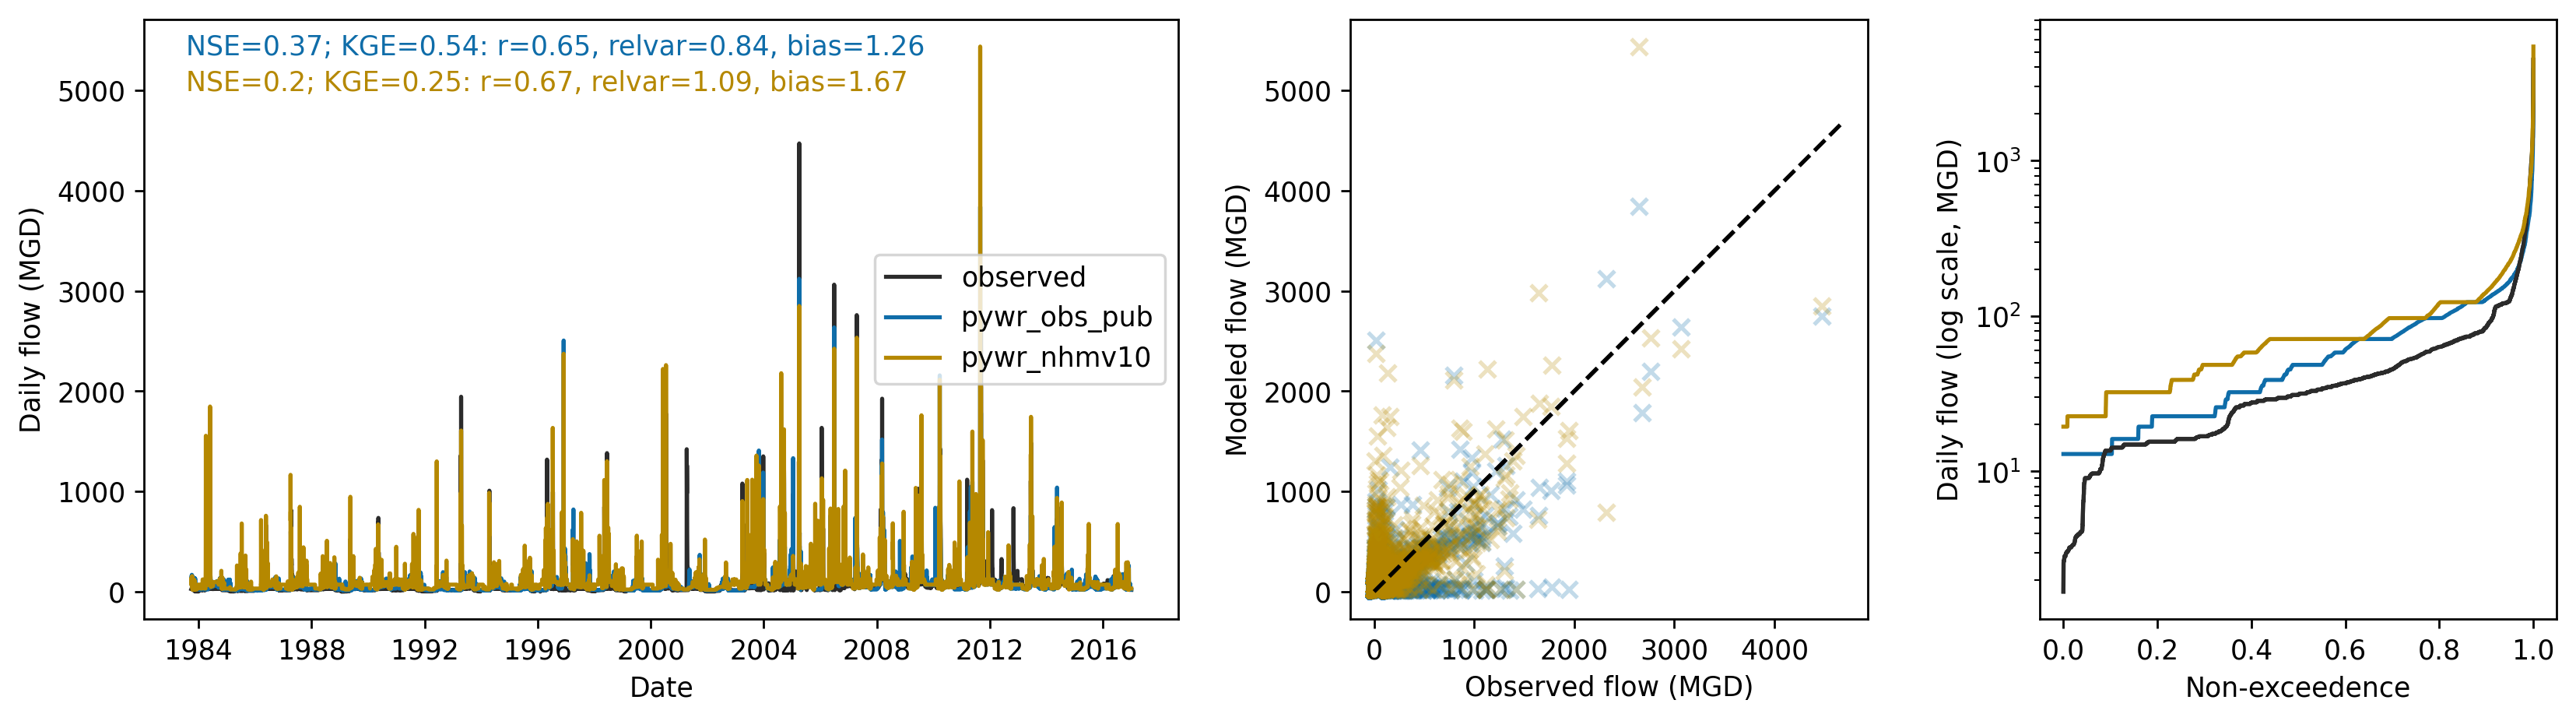 NSE=0.37; KGE=0.54: r=0.65, relvar=0.84, bias=1.26
NSE=0.2; KGE=0.25: r=0.67, relvar=1.09, bias=1.67
Daily flow (MGD)
5000
4000
3000
2000
1000
0
observed
pywr_obs_pub
pywr_nhmv10
1984 1988 1992 1996 2000 2004 2008 2012 2016
Date
Modeled flow (MGD)
5000
4000
3000
2000
1000
0
0 1000 2000 3000 4000
Observed flow (MGD)
Daily flow (log scale, MGD)
10³
10²
10¹
0.0 0.2 0.4 0.6 0.8 1.0
Non-exceedence